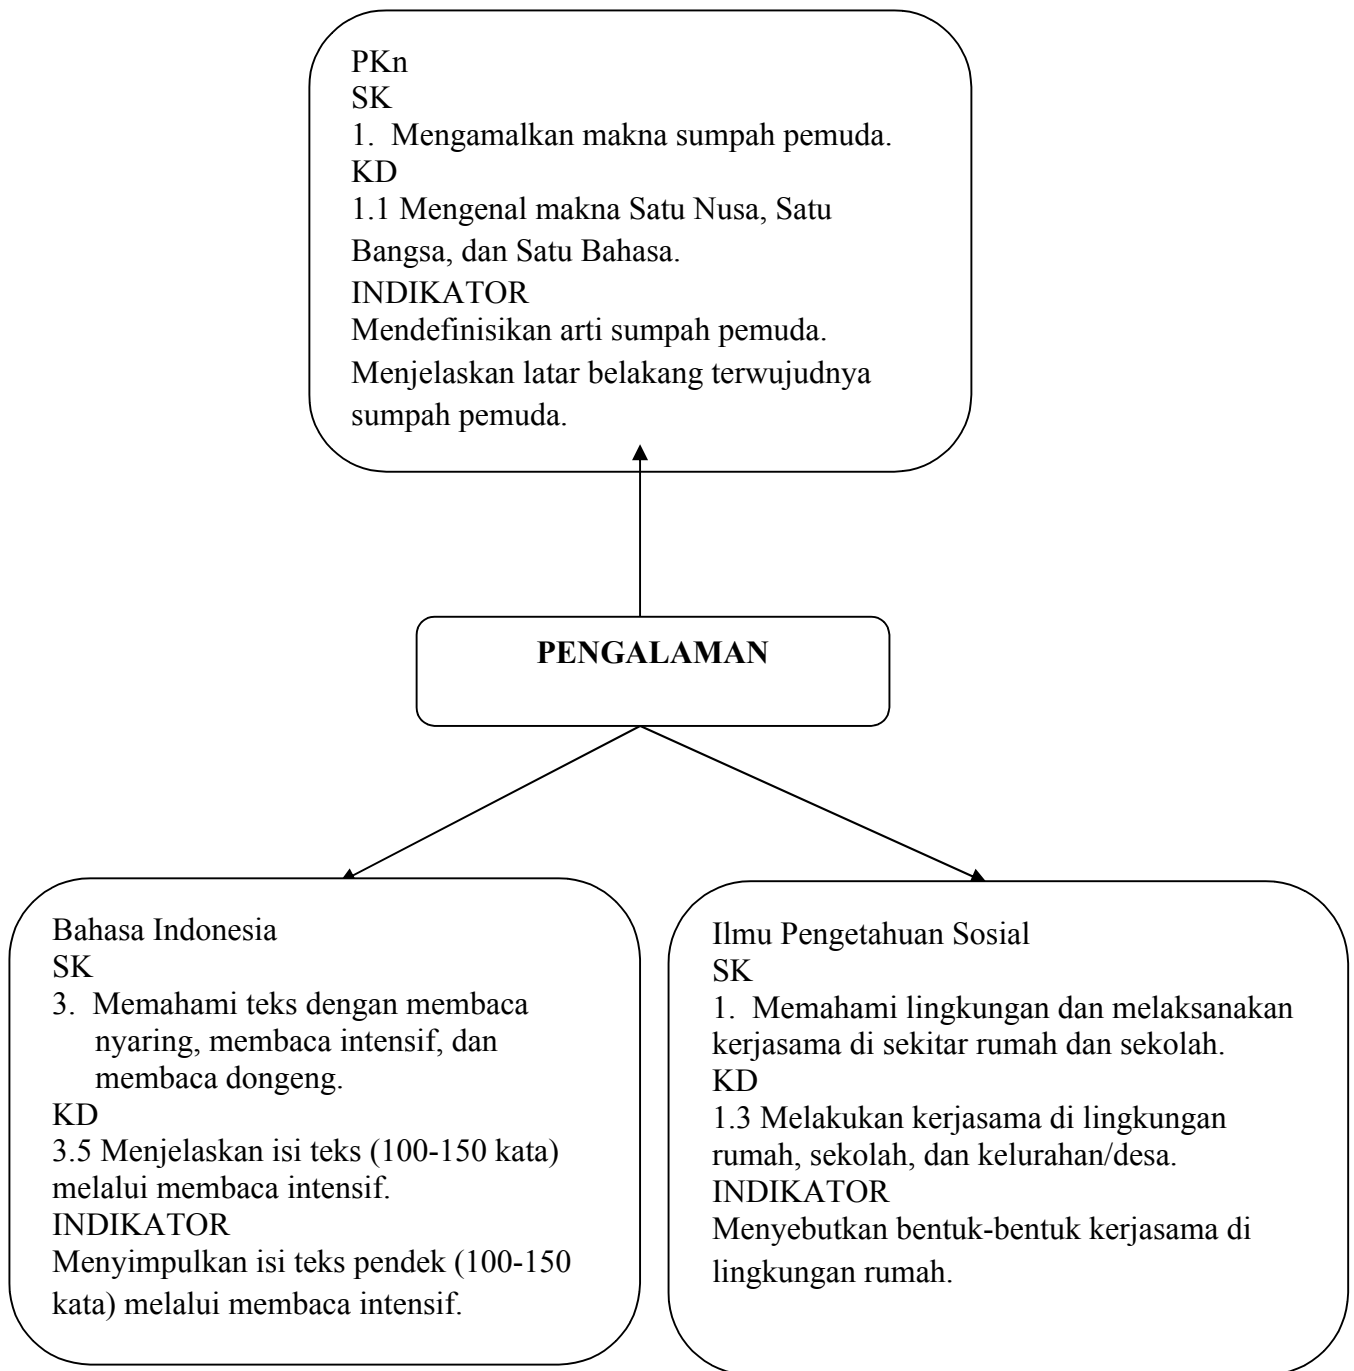 PKn
SK
1. Mengamalkan makna sumpah pemuda.
KD
1.1 Mengenal makna Satu Nusa, Satu
Bangsa, dan Satu Bahasa.
INDIKATOR
Mendefinisikan arti sumpah pemuda.
Menjelaskan latar belakang terwujudnya
sumpah pemuda.
PENGALAMAN
Bahasa Indonesia
SK
3. Memahami teks dengan membaca
nyaring, membaca intensif, dan
membaca dongeng.
KD
3.5 Menjelaskan isi teks (100-150 kata)
melalui membaca intensif.
INDIKATOR
Menyimpulkan isi teks pendek (100-150
kata) melalui membaca intensif.
Ilmu Pengetahuan Sosial
SK
1. Memahami lingkungan dan melaksanakan
kerjasama di sekitar rumah dan sekolah.
KD
1.3 Melakukan kerjasama di lingkungan
rumah, sekolah, dan kelurahan/desa.
INDIKATOR
Menyebutkan bentuk-bentuk kerjasama di
lingkungan rumah.